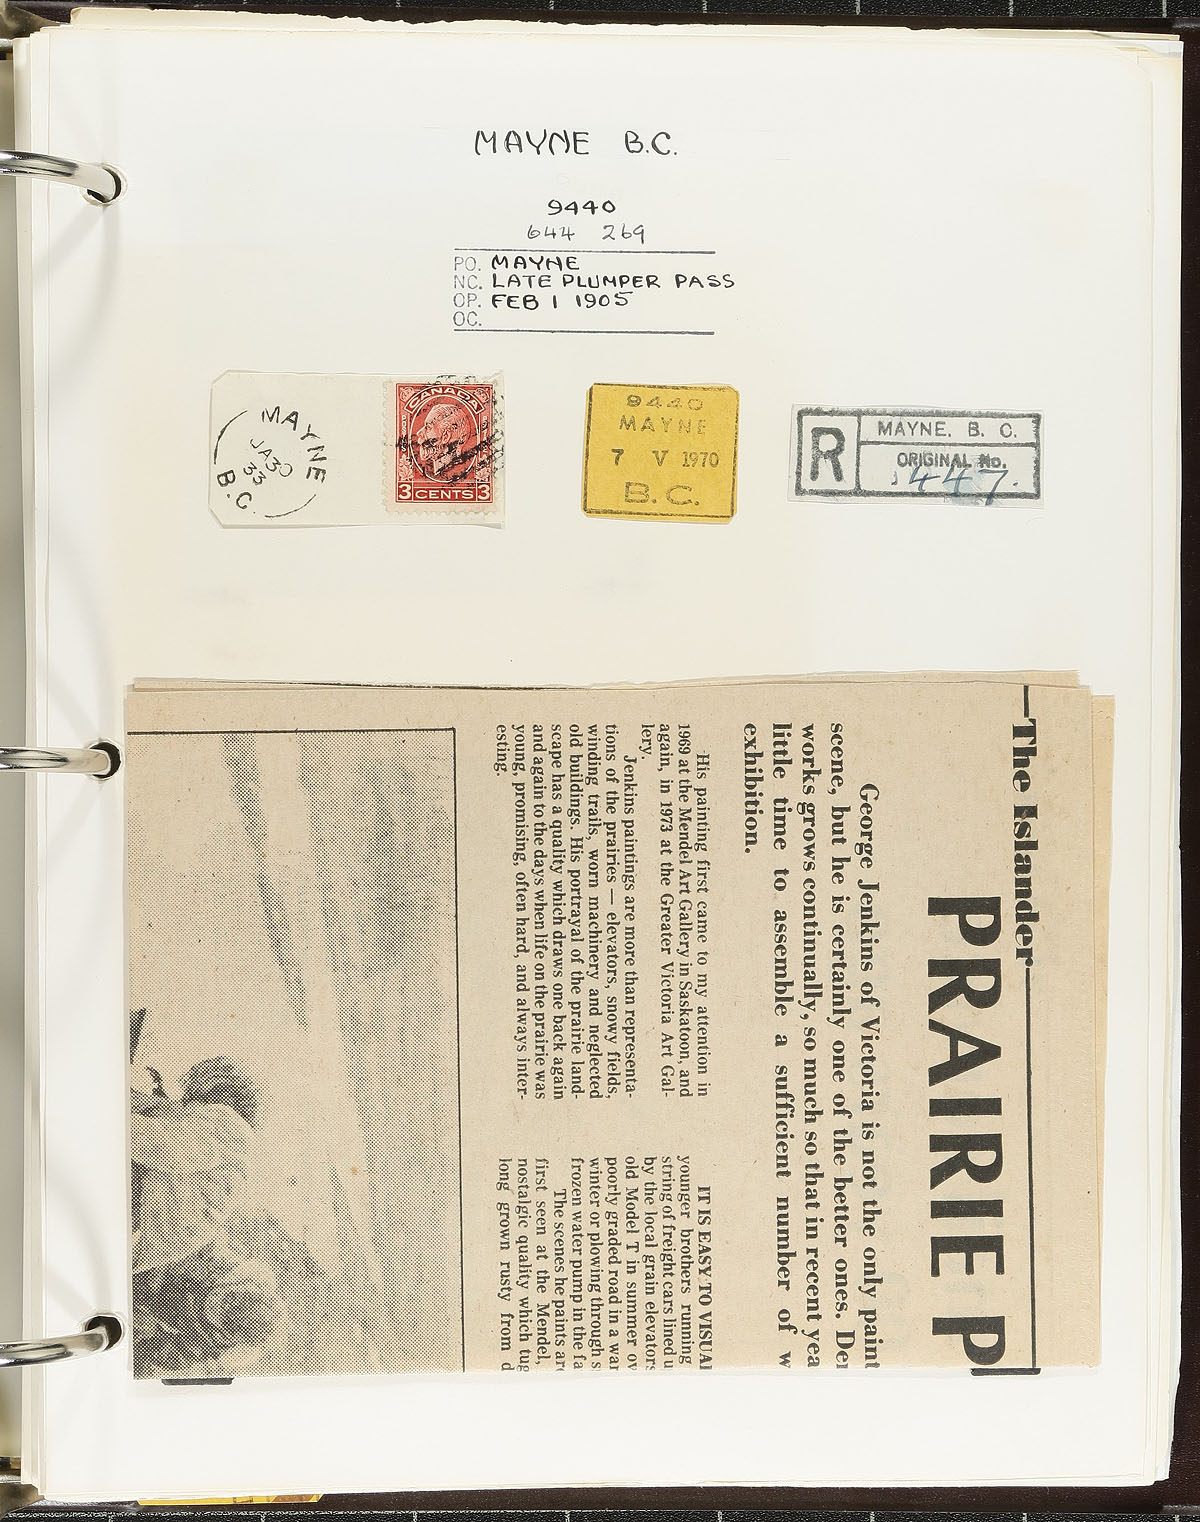 MAYNE B.C.
9440
644 269
PO. MAYNE
NC. LATE PLUMPER PASS
OP. FEB 1 1905
OC.
MAYNE
JA 30
33
B.C.
CANADA
3 CENTS 3
9440
MAYNE
7 V 1970
B.C.
R
MAYNE, B. C.
ORIGINAL No.
447.
The Islander
PRAIRIE P
George Jenkins of Victoria is not the only paint
scene, but he is certainly one of the better ones. De
works grows continually, so much so that in recent yea
little time to assemble a sufficient number of w
exhibition.
His painting first came to my attention in
1969 at the Mendel Art Gallery in Saskatoon, and
again, in 1973 at the Greater Victoria Art Gal-
lery.
Jenkins paintings are more than representa-
tions of the prairies — elevators, snowy fields,
winding trails, worn machinery and neglected
old buildings. His portrayal of the prairie land-
scape has a quality which draws one back again
and again to the days when life on the prairie was
young, promising, often hard, and always inter-
esting.
IT IS EASY TO VISUAL
younger brothers running
string of freight cars lined u
by the local grain elevators
old Model T in summer ov
poorly graded road in a war
winter or plowing through s
frozen water pump in the fa
The scenes he paints are
first seen at the Mendel,
nostalgic quality which tug
long grown rusty from d